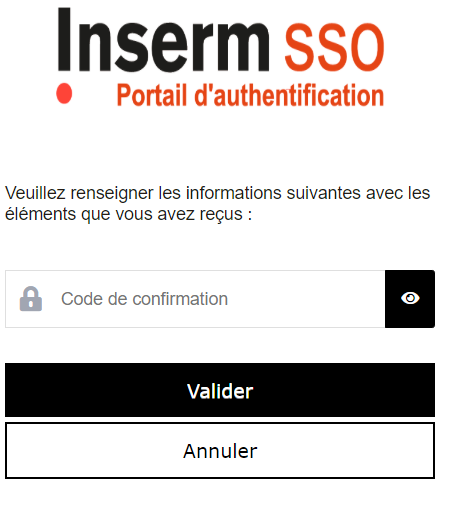 Inserm SSO
Portail d'authentification
Veuillez renseigner les informations suivantes avec les
éléments que vous avez reçus :
Code de confirmation
Valider
Annuler